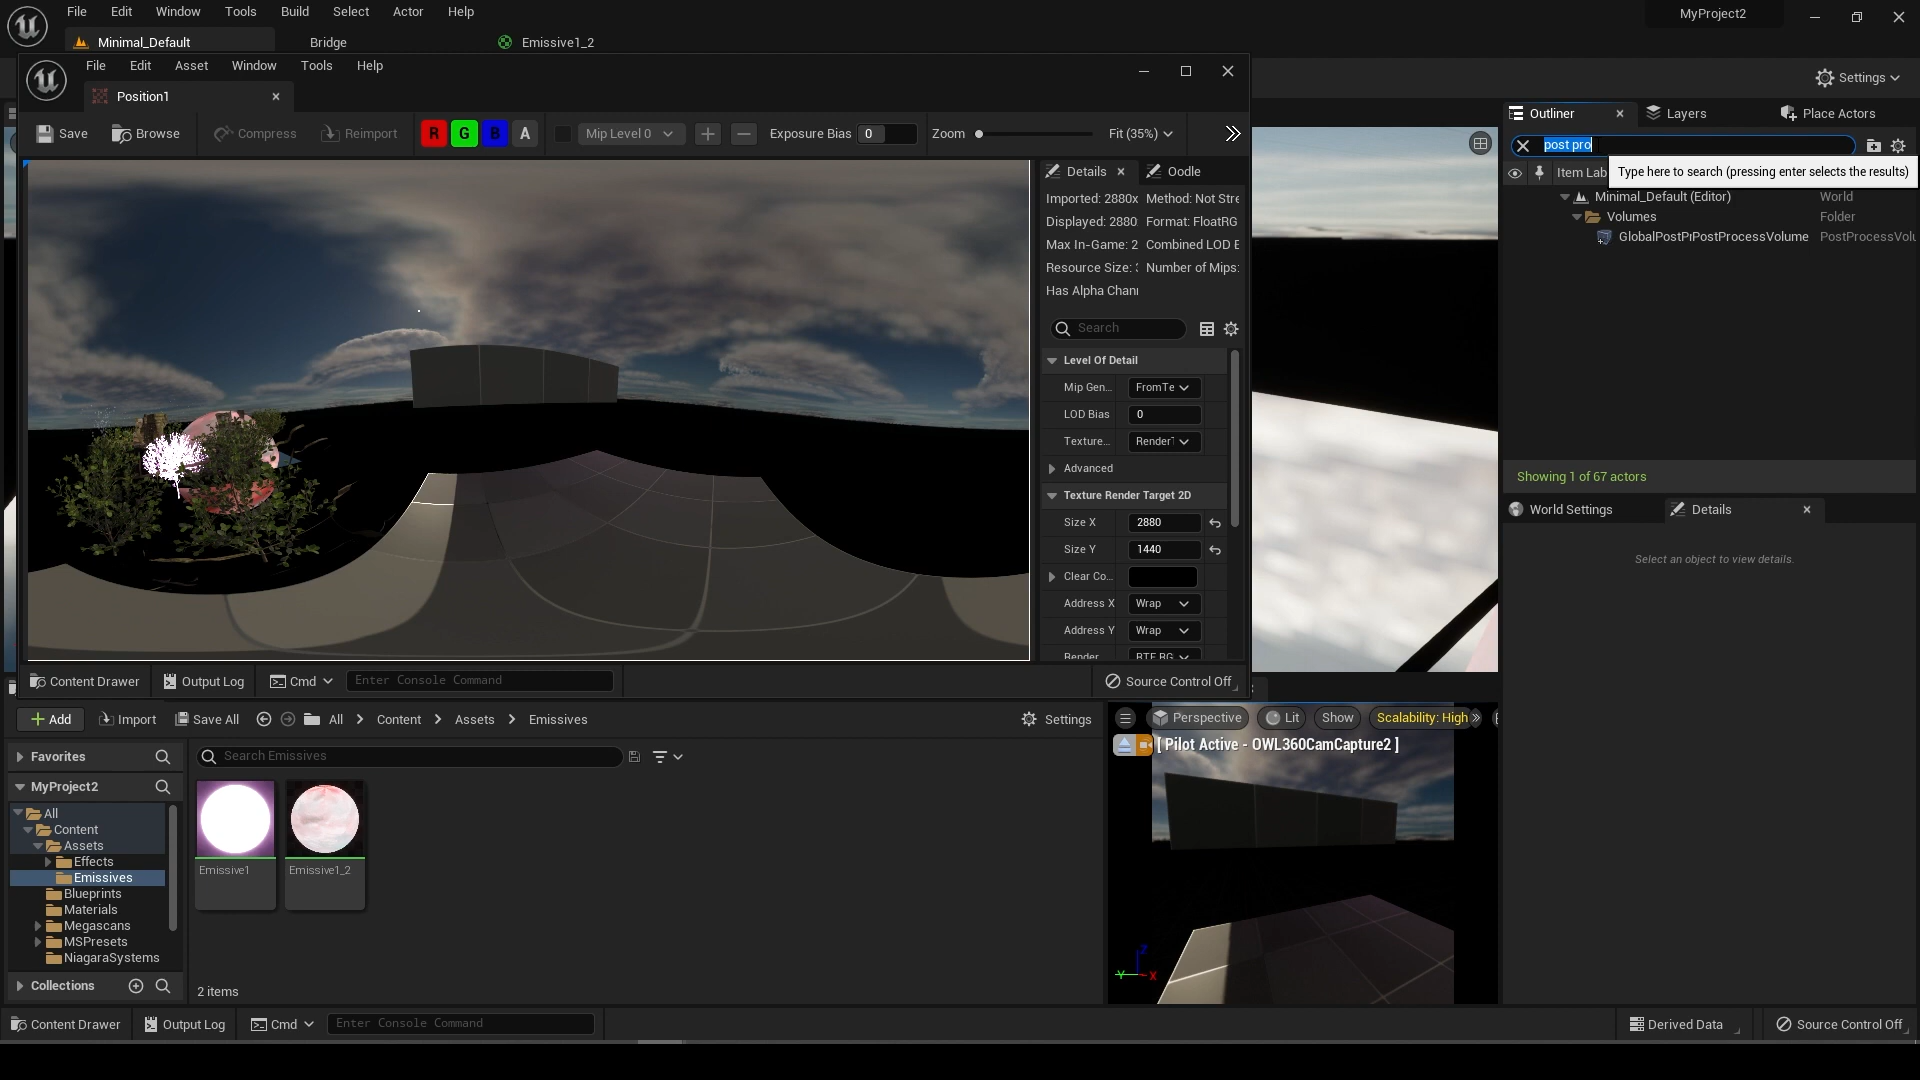 File Edit Window Tools Build Select Actor Help
MyProject2
Minimal_Default Bridge Emissive1_2
File Edit Asset Window Tools Help
Settings
Position1
Outliner Layers Place Actors
Save Browse Compress Reimport R G B A Mip Level 0 Exposure Bias 0 Zoom Fit (35%)
post pro
Type here to search (pressing enter selects the results)
Item Lab
Minimal_Default (Editor) World
Volumes Folder
GlobalPostPrPostProcessVolume PostProcessVolu
Details Oodle
Imported: 2880x Method: Not Stre
Displayed: 2880 Format: FloatRG
Max In-Game: 2 Combined LOD E
Resource Size: Number of Mips:
Has Alpha Chan
Search
Level Of Detail
Mip Gen... FromTe
LOD Bias 0
Texture... RenderT
Advanced
Texture Render Target 2D
Size X 2880
Size Y 1440
Clear Co...
Address X Wrap
Address Y Wrap
Render RTF RG
Showing 1 of 67 actors
World Settings Details
Select an object to view details.
Content Drawer Output Log Cmd Enter Console Command Source Control Off
Add Import Save All All Content Assets Emissives Settings
Favorites
Search Emissives
MyProject2
All
Content
Assets
Effects
Emissives
Blueprints
Materials
Megascans
MSPresets
NiagaraSystems
Collections
Emissive1 Emissive1_2
2 items
Perspective Lit Show Scalability: High
[ Pilot Active - OWL360CamCapture2 ]
Z
Y X
Content Drawer Output Log Cmd Enter Console Command Derived Data Source Control Off